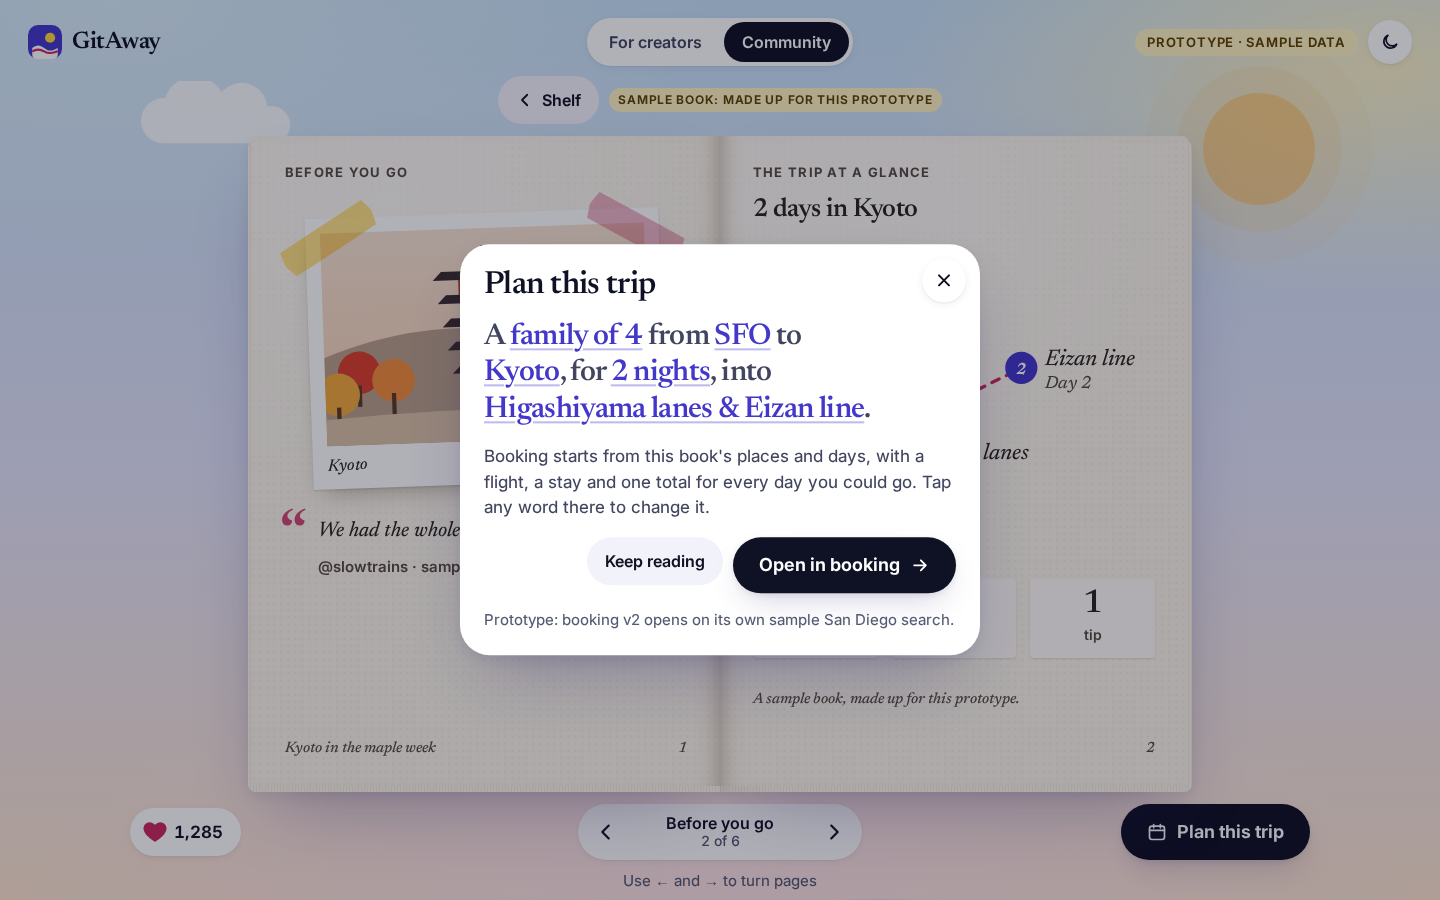 GitAway
For creators
Community
PROTOTYPE · SAMPLE DATA
Shelf
SAMPLE BOOK: MADE UP FOR THIS PROTOTYPE
BEFORE YOU GO
Kyoto
“
We had the whole
@slowtrains · samp
Kyoto in the maple week
1
THE TRIP AT A GLANCE
2 days in Kyoto
2
Eizan line
Day 2
lanes
1
tip
A sample book, made up for this prototype.
2
Plan this trip
A family of 4 from SFO to
Kyoto, for 2 nights, into
Higashiyama lanes & Eizan line.
Booking starts from this book's places and days, with a
flight, a stay and one total for every day you could go. Tap
any word there to change it.
Keep reading
Open in booking →
Prototype: booking v2 opens on its own sample San Diego search.
1,285
Before you go
2 of 6
Plan this trip
Use ← and → to turn pages